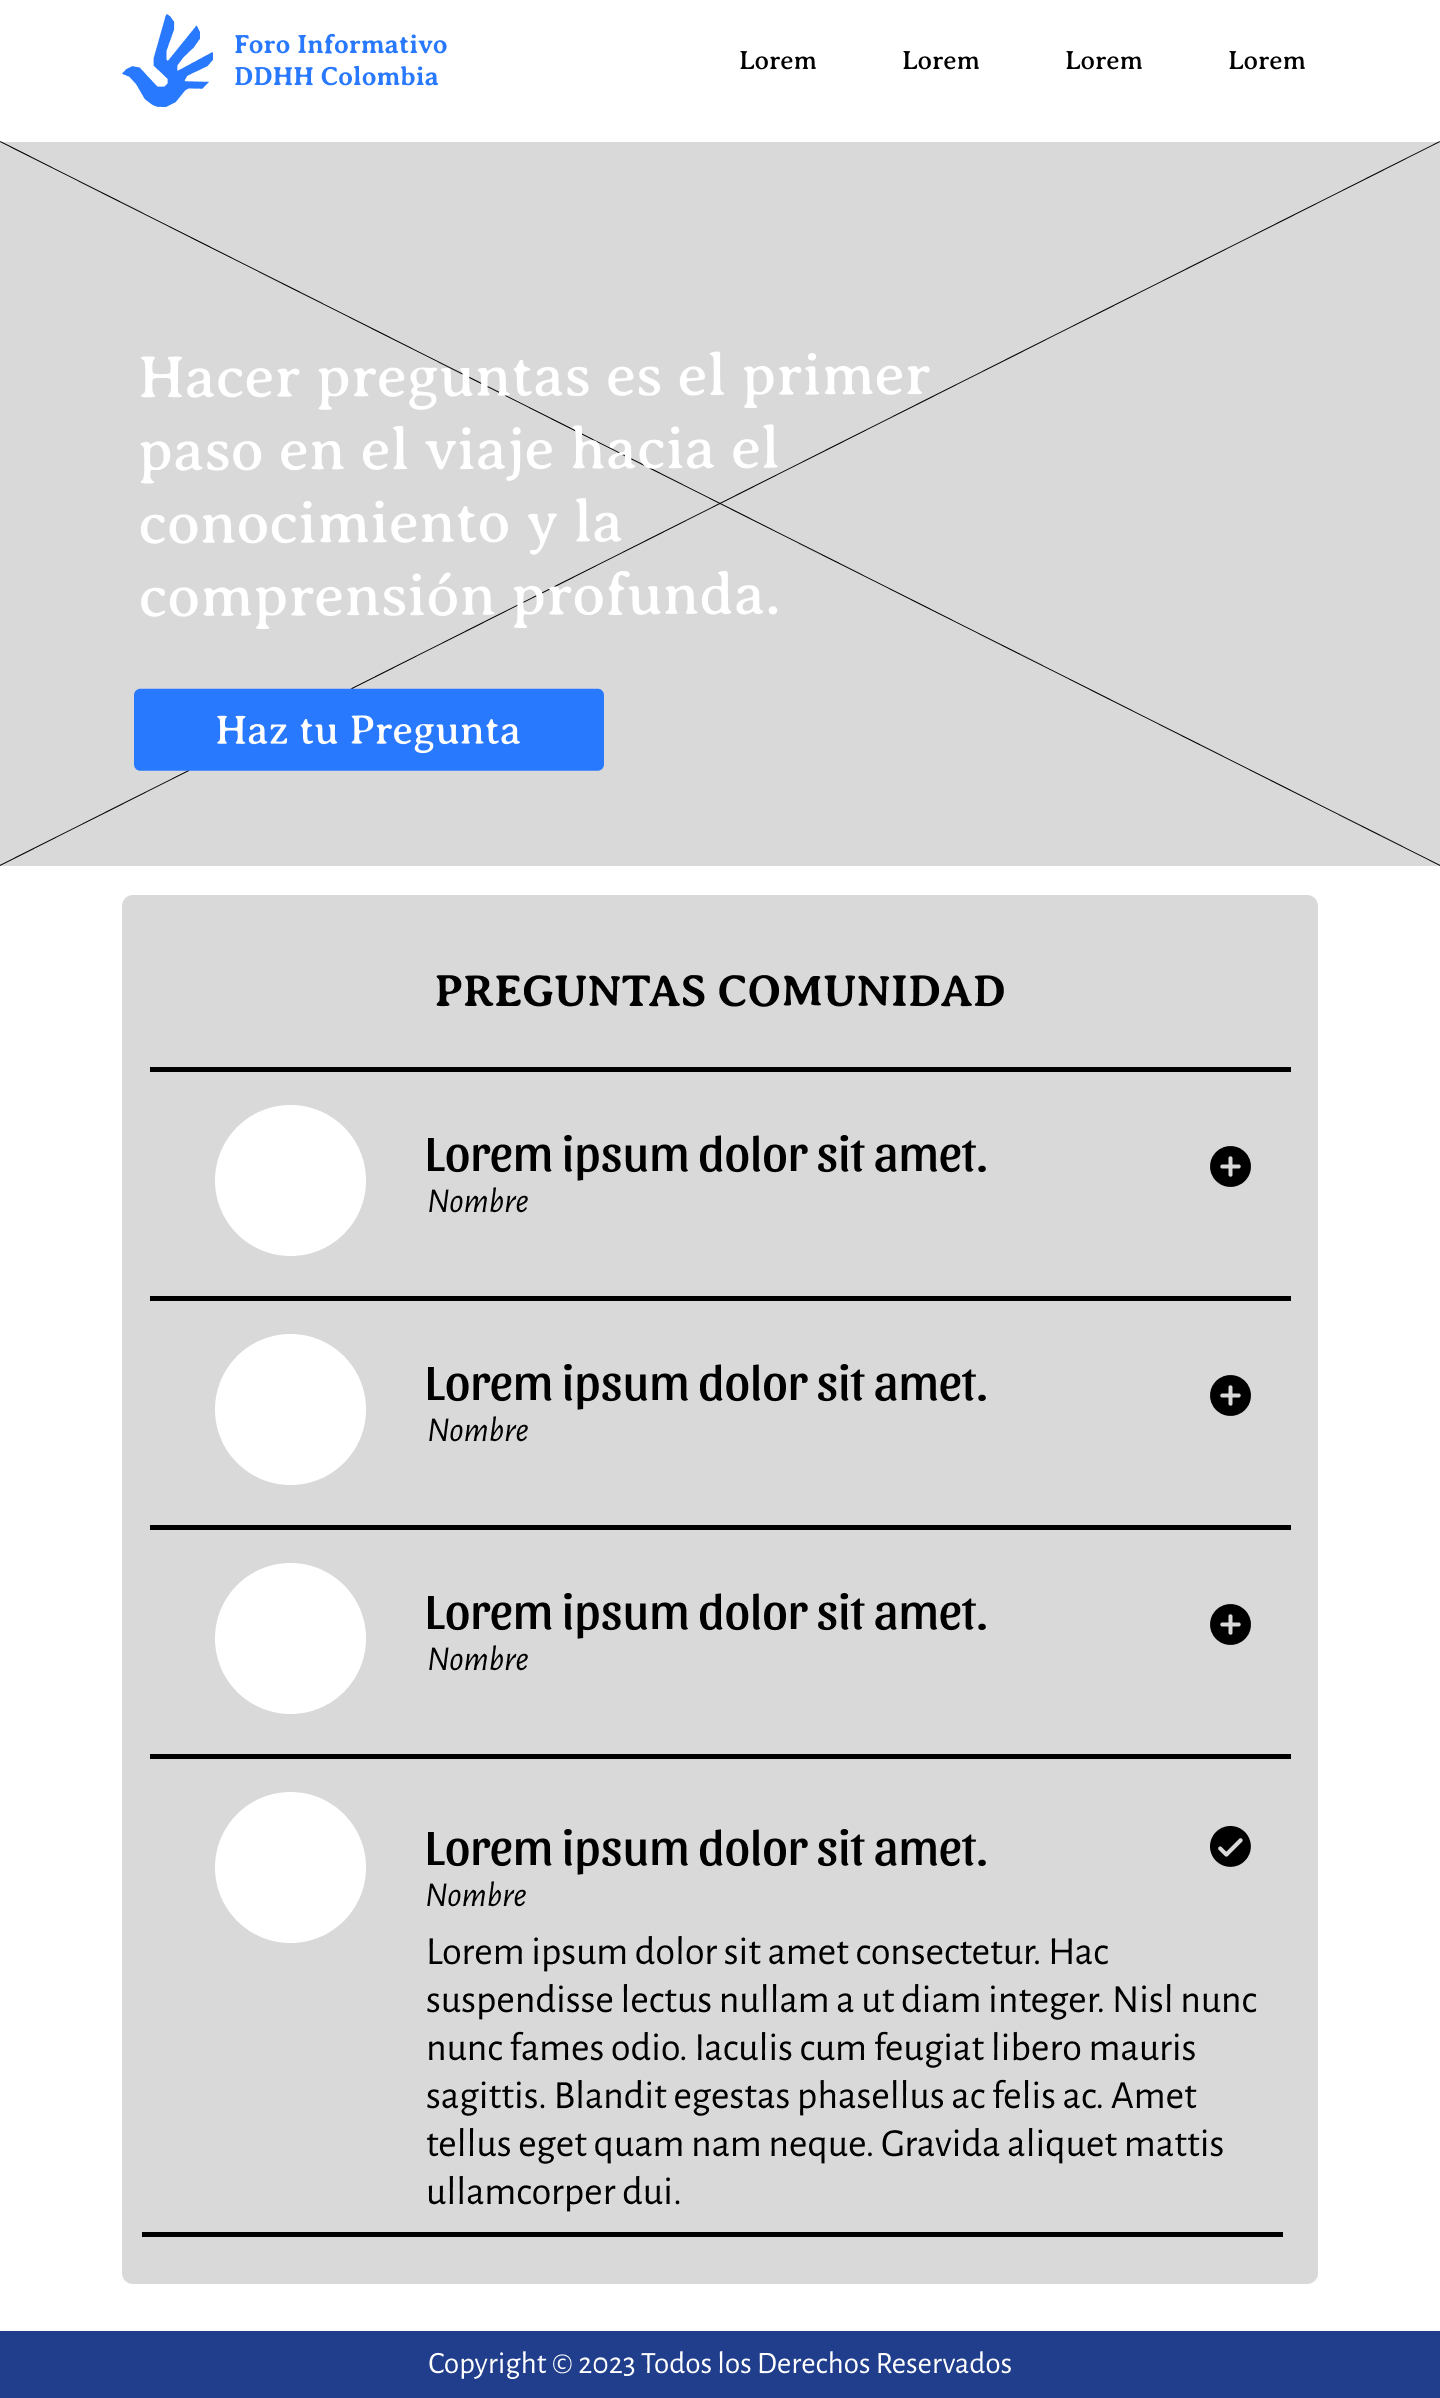 Foro Informativo
DDHH Colombia
Lorem Lorem Lorem Lorem
Hacer preguntas es el primer
paso en el viaje hacia el
conocimiento y la
comprensión profunda.
Haz tu Pregunta
PREGUNTAS COMUNIDAD
Lorem ipsum dolor sit amet.
Nombre
Lorem ipsum dolor sit amet.
Nombre
Lorem ipsum dolor sit amet.
Nombre
Lorem ipsum dolor sit amet.
Nombre
Lorem ipsum dolor sit amet consectetur. Hac
suspendisse lectus nullam a ut diam integer. Nisl nunc
nunc fames odio. Iaculis cum feugiat libero mauris
sagittis. Blandit egestas phasellus ac felis ac. Amet
tellus eget quam nam neque. Gravida aliquet mattis
ullamcorper dui.
Copyright © 2023 Todos los Derechos Reservados